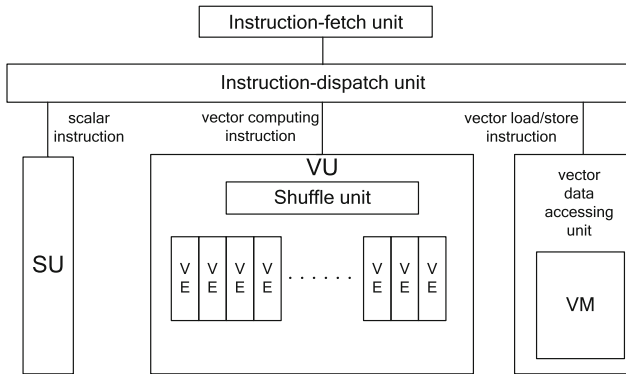 Instruction-fetch unit
Instruction-dispatch unit
scalar
instruction
vector computing
instruction
vector load/store
instruction
SU
VU
Shuffle unit
V V V V ...... V V V
E E E E E E E
vector
data
accessing
unit
VM